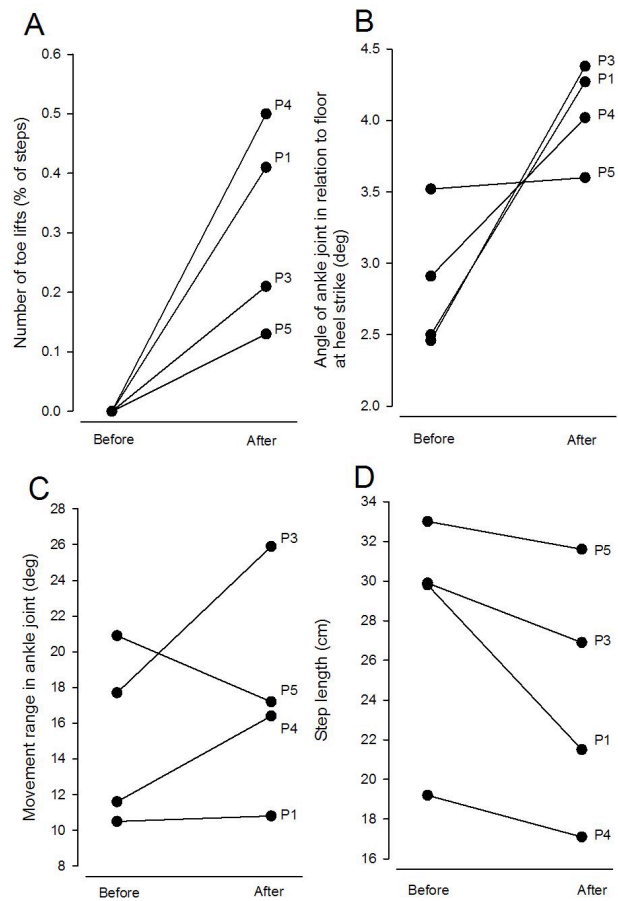 A
Number of toe lifts (% of steps)
0.6
0.5
0.4
0.3
0.2
0.1
0.0
P4
P1
P3
P5
Before
After
B
Angle of ankle joint in relation to floor
at heel strike (deg)
4.5
4.0
3.5
3.0
2.5
2.0
P3
P1
P4
P5
Before
After
C
Movement range in ankle joint (deg)
28
26
24
22
20
18
16
14
12
10
8
P3
P5
P4
P1
Before
After
D
Step length (cm)
34
32
30
28
26
24
22
19
18
16
P5
P3
P1
P4
Before
After